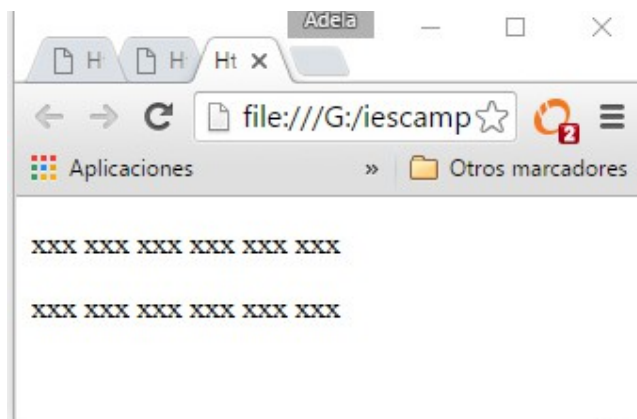 Adela
H H Ht
file:///G:/iescamp
2
Aplicaciones » Otros marcadores
xxx xxx xxx xxx xxx xxx
xxx xxx xxx xxx xxx xxx